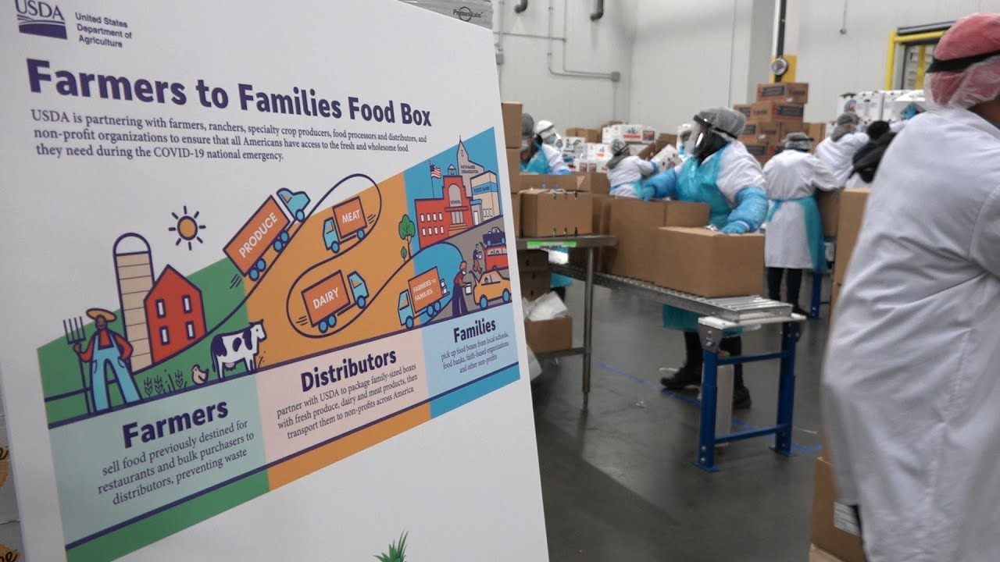 USDA
United States
Department of
Agriculture
Farmers to Families Food Box
USDA is partnering with farmers, ranchers, specialty crop producers, food processors and distributors, and
non-profit organizations to ensure that all Americans have access to the fresh and wholesome food
they need during the COVID-19 national emergency.
PRODUCE
MEAT
DAIRY
FARMERS TO
FAMILIES
SCHOOL
FAITH-BASED
ORGANIZATION
FOOD BANK
Farmers
sell food previously destined for
restaurants and bulk purchasers to
distributors, preventing waste
Distributors
partner with USDA to package family-sized boxes
with fresh produce, dairy and meat products, then
transport them to non-profits across America
Families
pick up food boxes from local schools,
food banks, faith-based organizations
and other non-profits